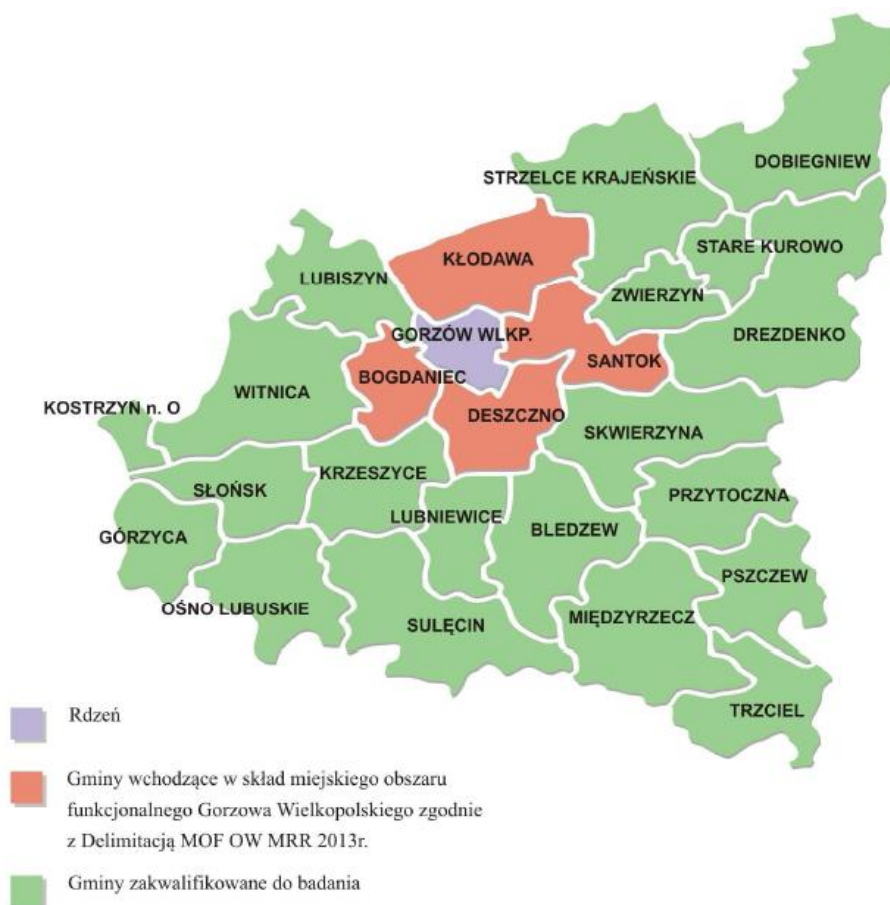 DOBIEGNIEW
STRZELCE KRAJEŃSKIE
STARE KUROWO
KŁODAWA
LUBISZYN
ZWIERZYN
GORZÓW WLKP.
DREZDENKO
SANTOK
BOGDANIEC
WITNICA
KOSTRZYN n. O
DESZCZNO
SKWIERZYNA
KRZESZYCE
SŁOŃSK
PRZYTOCZNA
LUBNIEWICE
BLEDZEW
GÓRZYCA
PSZCZEW
OŚNO LUBUSKIE
MIĘDZYRZECZ
SULĘCIN
TRZCIEL
Rdzeń
Gminy wchodzące w skład miejskiego obszaru
funkcjonalnego Gorzowa Wielkopolskiego zgodnie
z Delimitacją MOF OW MRR 2013r.
Gminy zakwalifikowane do badania